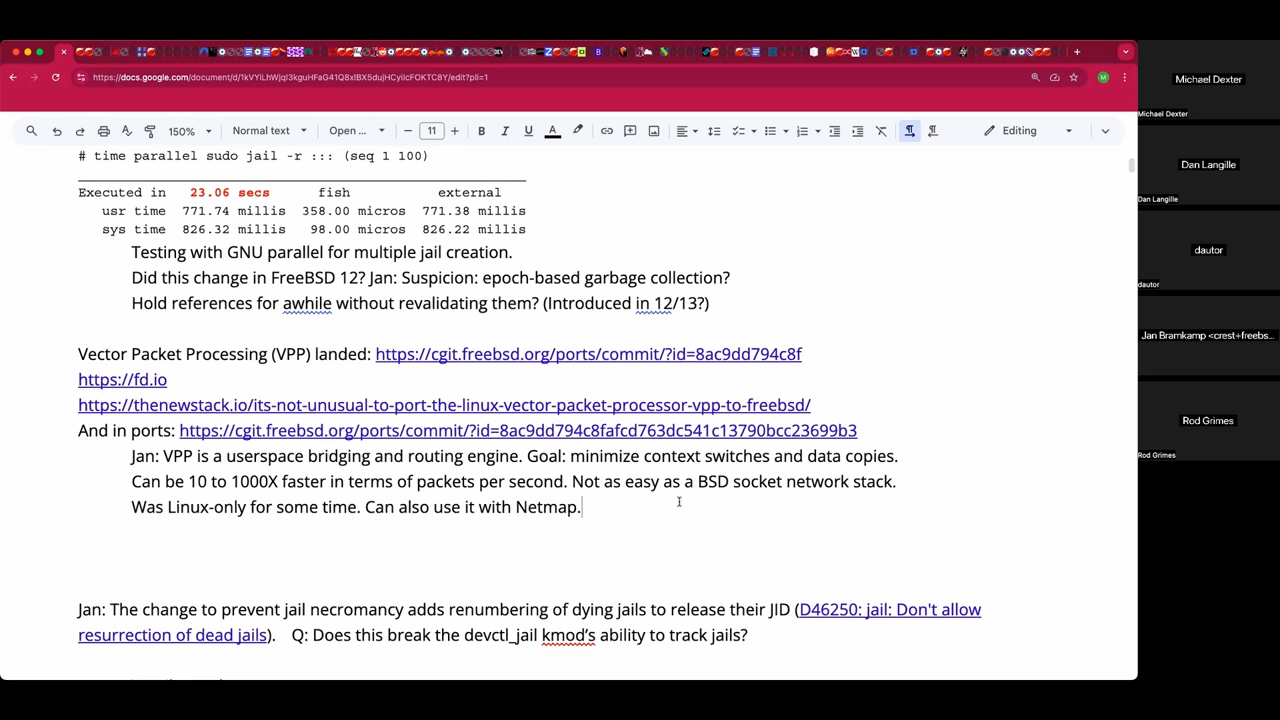 https://docs.google.com/document/d/1kVYiLhWjqI3kguHFaG41Q8xIBX5dujHCyiIcFOKTC8Y/edit?pli=1
M
150%
Normal text
Open ...
11
Editing
# time parallel sudo jail -r ::: (seq 1 100)
Executed in 23.06 secs fish external
usr time 771.74 millis 358.00 micros 771.38 millis
sys time 826.32 millis 98.00 micros 826.22 millis
Testing with GNU parallel for multiple jail creation.
Did this change in FreeBSD 12? Jan: Suspicion: epoch-based garbage collection?
Hold references for awhile without revalidating them? (Introduced in 12/13?)
Vector Packet Processing (VPP) landed: https://cgit.freebsd.org/ports/commit/?id=8ac9dd794c8f
https://fd.io
https://thenewstack.io/its-not-unusual-to-port-the-linux-vector-packet-processor-vpp-to-freebsd/
And in ports: https://cgit.freebsd.org/ports/commit/?id=8ac9dd794c8fafcd763dc541c13790bcc23699b3
Jan: VPP is a userspace bridging and routing engine. Goal: minimize context switches and data copies.
Can be 10 to 1000X faster in terms of packets per second. Not as easy as a BSD socket network stack.
Was Linux-only for some time. Can also use it with Netmap.
Jan: The change to prevent jail necromancy adds renumbering of dying jails to release their JID (D46250: jail: Don't allow
resurrection of dead jails). Q: Does this break the devctl_jail kmod's ability to track jails?
Michael Dexter
Michael Dexter
Dan Langille
Dan Langille
dautor
dautor
Jan Bramkamp <crest+freebs...
Rod Grimes
Rod Grimes